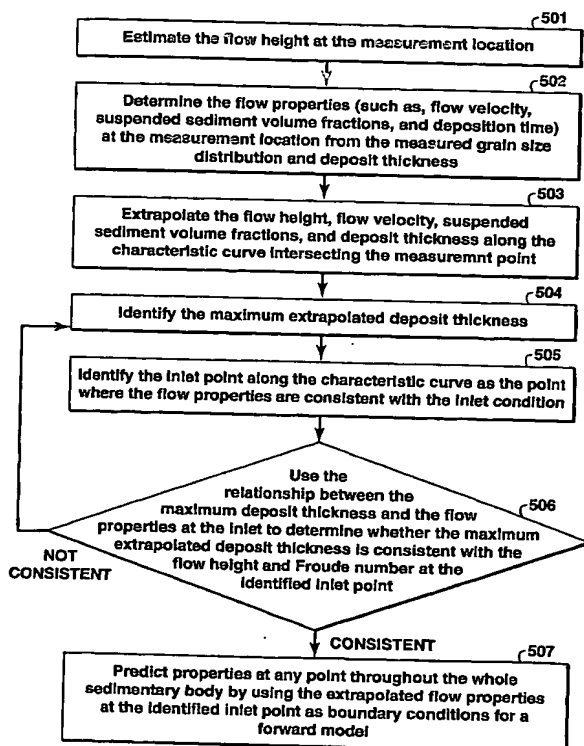 501
Estimate the flow height at the measurement location
502
Determine the flow properties (such as, flow velocity,
suspended sediment volume fractions, and deposition time)
at the measurement location from the measured grain size
distribution and deposit thickness
503
Extrapolate the flow height, flow velocity, suspended
sediment volume fractions, and deposit thickness along the
characteristic curve intersecting the measuremnt point
504
Identify the maximum extrapolated deposit thickness
505
Identify the inlet point along the characteristic curve as the point
where the flow properties are consistent with the inlet condition
506
Use the
relationship between the
maximum deposit thickness and the flow
properties at the inlet to determine whether the maximum
extrapolated deposit thickness is consistent with the
flow height and Froude number at the
identified inlet point
NOT
CONSISTENT
CONSISTENT
507
Predict properties at any point throughout the whole
sedimentary body by using the extrapolated flow properties
at the identified inlet point as boundary conditions for a
forward model